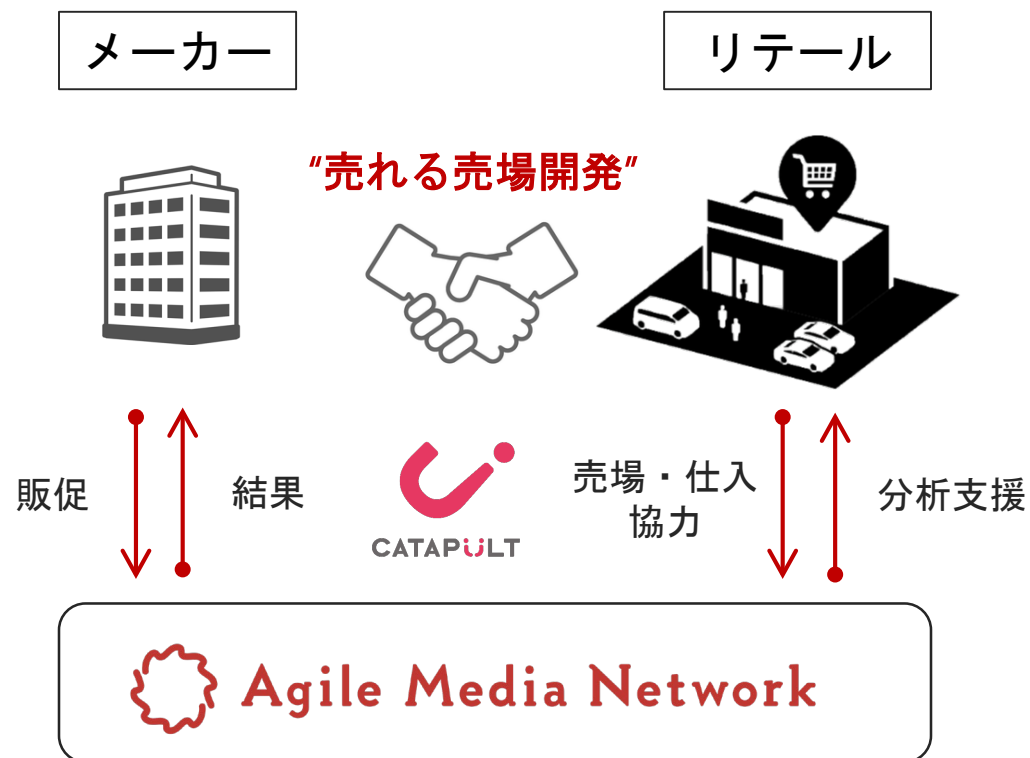 メーカー
リテール
“売れる売場開発”
販促
結果
CATAPULT
売場・仕入
協力
分析支援
Agile Media Network